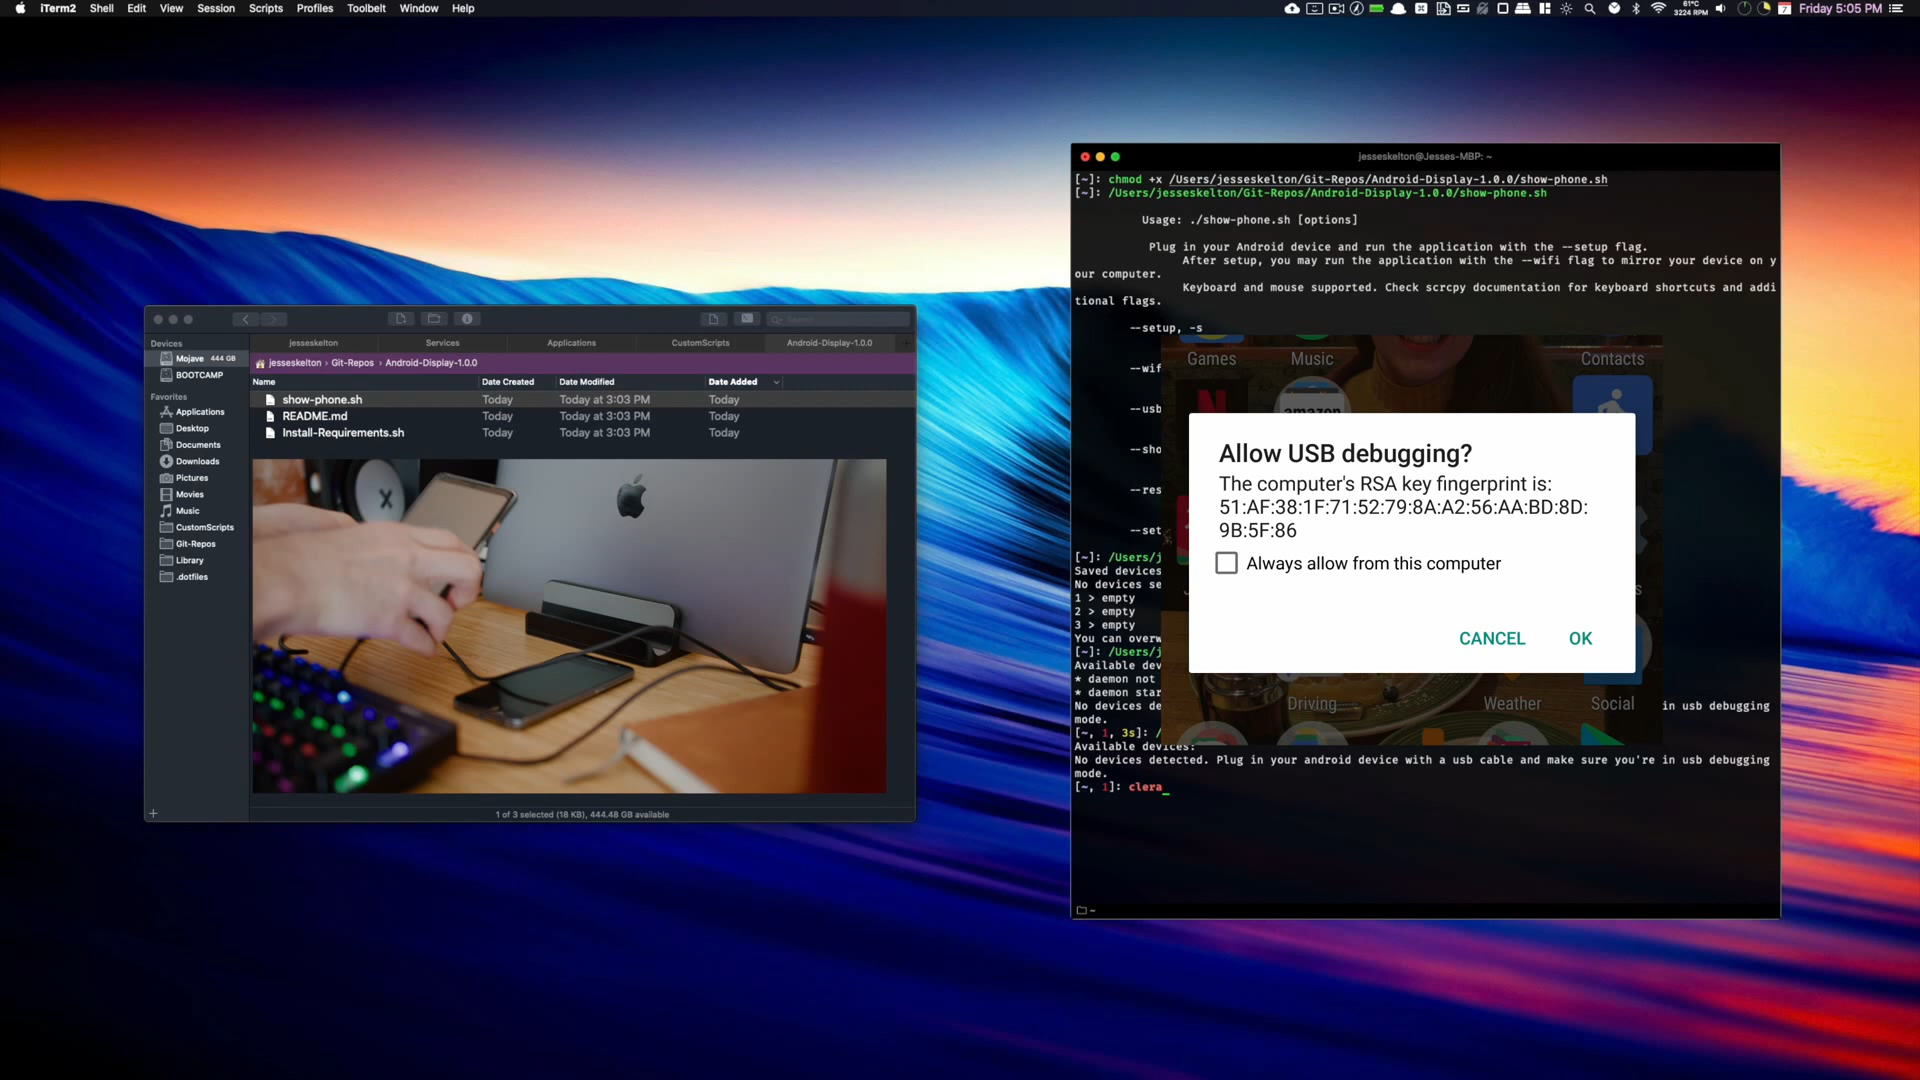 iTerm2 Shell Edit View Session Scripts Profiles Toolbelt Window Help
61°C
3224 RPM
7
Friday 5:05 PM
jesseskelton Services Applications CustomScripts Android-Display-1.0.0
jesseskelton › Git-Repos › Android-Display-1.0.0
Name Date Created Date Modified Date Added
show-phone.sh Today Today at 3:03 PM Today
README.md Today Today at 3:03 PM Today
Install-Requirements.sh Today Today at 3:03 PM Today
Devices
Mojave 444 GB
BOOTCAMP
Favorites
Applications
Desktop
Documents
Downloads
Pictures
Movies
Music
CustomScripts
Git-Repos
Library
.dotfiles
1 of 3 selected (18 KB), 444.48 GB available
jesseskelton@Jesses-MBP: ~
[~]: chmod +x /Users/jesseskelton/Git-Repos/Android-Display-1.0.0/show-phone.sh
[~]: /Users/jesseskelton/Git-Repos/Android-Display-1.0.0/show-phone.sh
Usage: ./show-phone.sh [options]
Plug in your Android device and run the application with the --setup flag.
After setup, you may run the application with the --wifi flag to mirror your device on y
our computer.
Keyboard and mouse supported. Check scrcpy documentation for keyboard shortcuts and addi
tional flags.
--setup, -s
--wif
--usb
--sho
--res
--set
[~]: /Users/j
Saved devices
No devices se
1 > empty
2 > empty
3 > empty
You can overw
[~]: /Users/j
Available dev
* daemon not
* daemon star
No devices de in usb debugging
mode.
[~, 1, 3s]: /
Available devices:
No devices detected. Plug in your android device with a usb cable and make sure you're in usb debugging
mode.
[~, 1]: clera_
~
Games Music Contacts
amazon
Allow USB debugging?
The computer's RSA key fingerprint is:
51:AF:38:1F:71:52:79:8A:A2:56:AA:BD:8D:
9B:5F:86
Always allow from this computer
CANCEL OK
Driving Weather Social